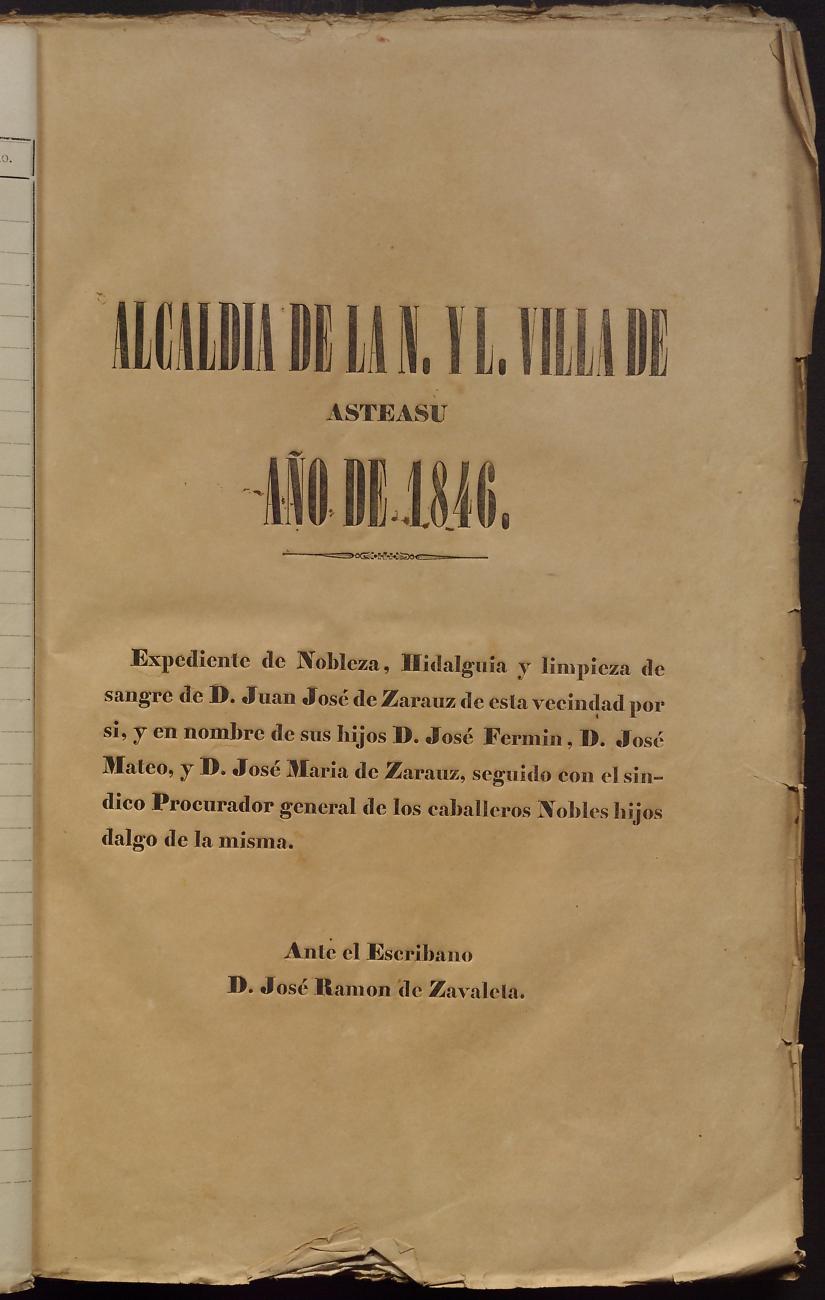 o.
ALCALDIA DE LA N. Y L. VILLA DE
ASTEASU
AÑO DE 1846.
Expediente de Nobleza, Hidalguia y limpieza de
sangre de D. Juan José de Zarauz de esta vecindad por
si, y en nombre de sus hijos D. José Fermin, D. José
Mateo, y D. José Maria de Zarauz, seguido con el sin-
dico Procurador general de los caballeros Nobles hijos
dalgo de la misma.
Ante el Escribano
D. José Ramon de Zavaleta.